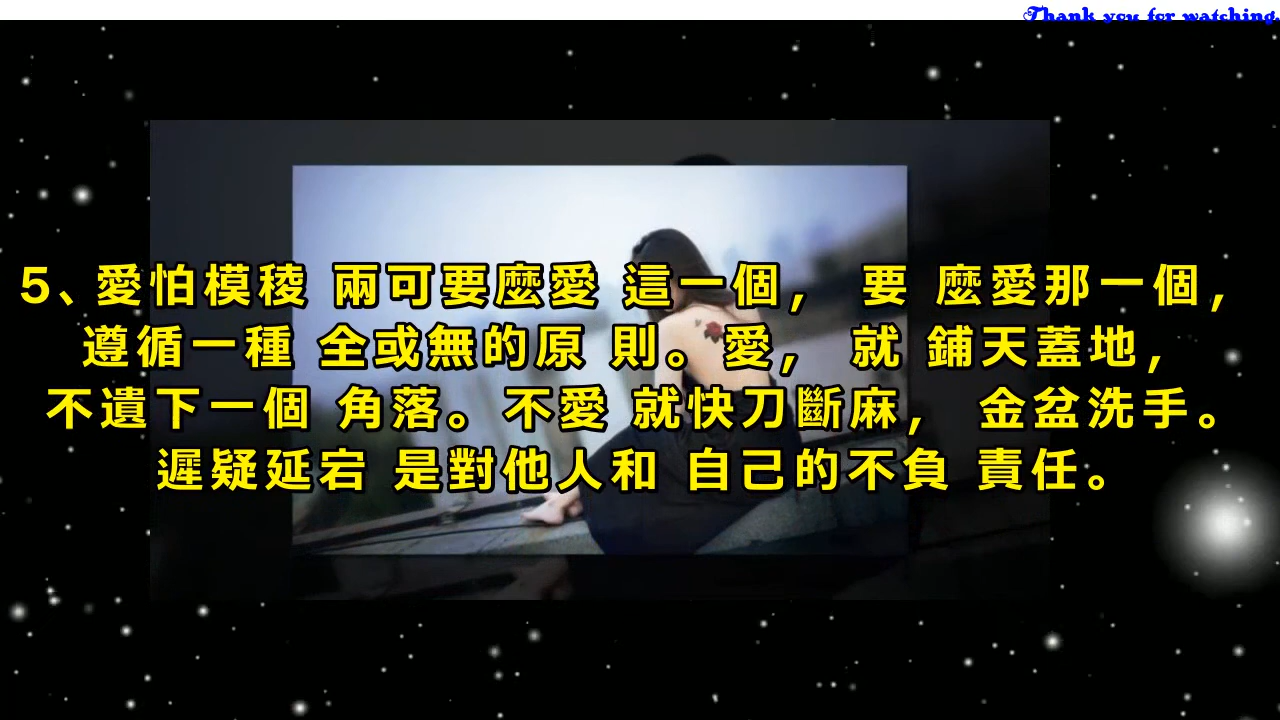 Thank you for watching.
5、愛怕模稜 兩可要麼愛 這一個， 要 麼愛那一個，
遵循一種 全或無的原 則。愛， 就 鋪天蓋地，
不遺下一個 角落。不愛 就快刀斷麻， 金盆洗手。
遲疑延宕 是對他人和 自己的不負 責任。